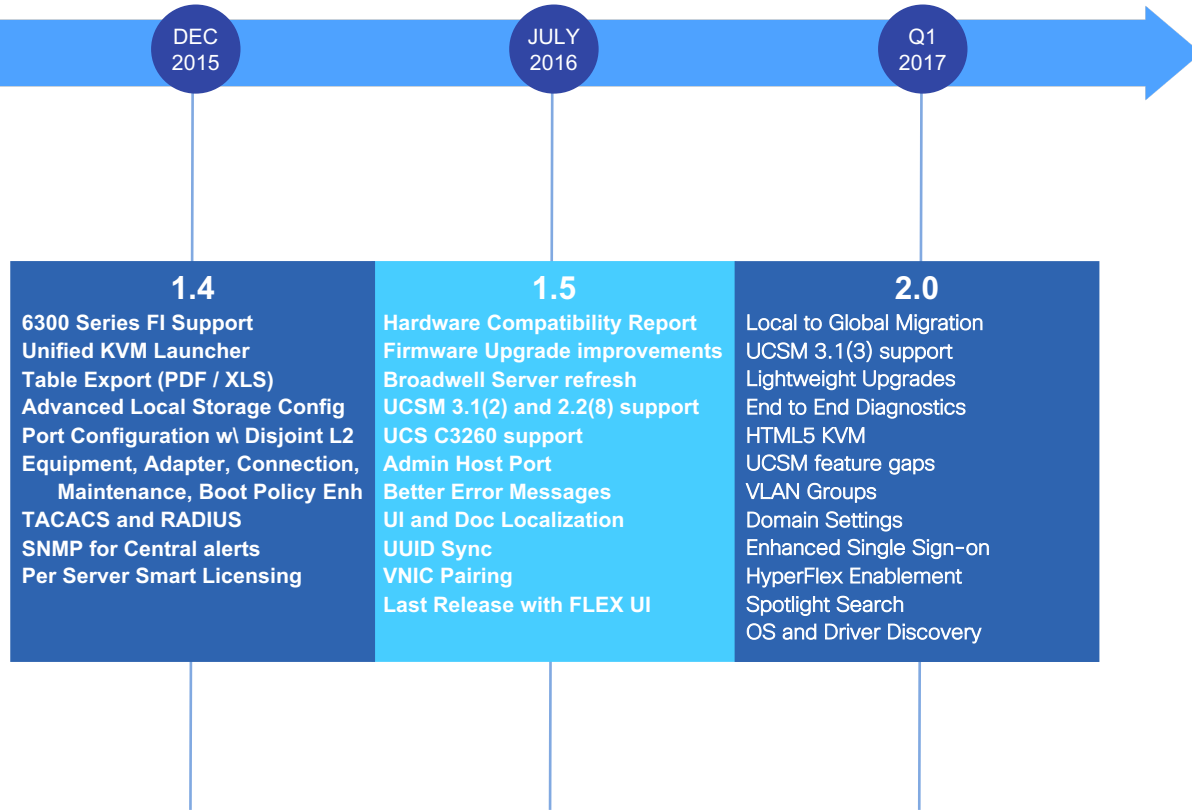 DEC
2015
JULY
2016
Q1
2017
1.4
6300 Series FI Support
Unified KVM Launcher
Table Export (PDF / XLS)
Advanced Local Storage Config
Port Configuration w\ Disjoint L2
Equipment, Adapter, Connection,
Maintenance, Boot Policy Enh
TACACS and RADIUS
SNMP for Central alerts
Per Server Smart Licensing
1.5
Hardware Compatibility Report
Firmware Upgrade improvements
Broadwell Server refresh
UCSM 3.1(2) and 2.2(8) support
UCS C3260 support
Admin Host Port
Better Error Messages
UI and Doc Localization
UUID Sync
VNIC Pairing
Last Release with FLEX UI
2.0
Local to Global Migration
UCSM 3.1(3) support
Lightweight Upgrades
End to End Diagnostics
HTML5 KVM
UCSM feature gaps
VLAN Groups
Domain Settings
Enhanced Single Sign-on
HyperFlex Enablement
Spotlight Search
OS and Driver Discovery